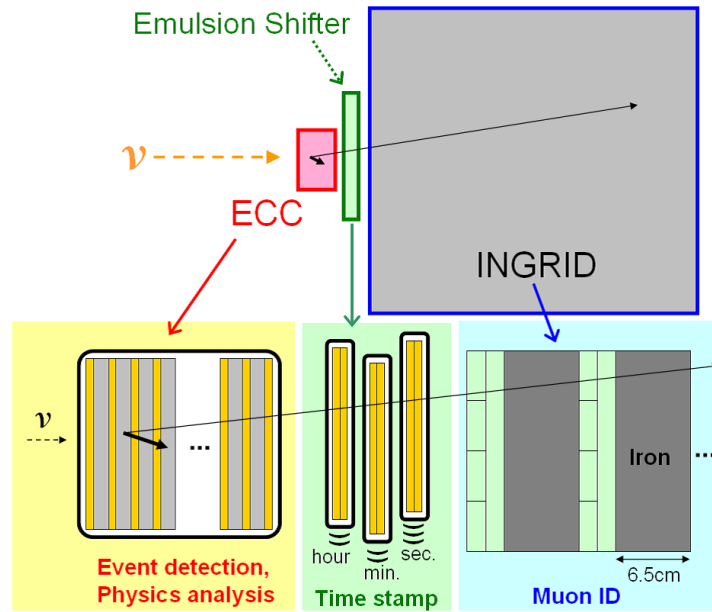 Emulsion Shifter
ν
ECC
INGRID
ν
...
hour
min.
sec.
Iron
...
6.5cm
Event detection,
Physics analysis
Time stamp
Muon ID